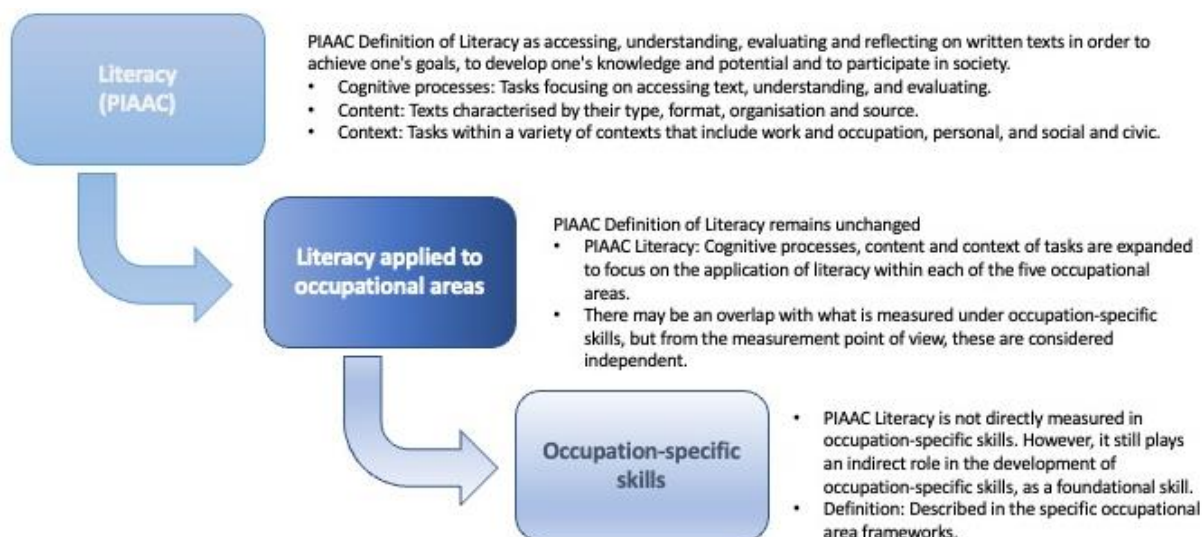 Literacy
(PIAAC)
PIAAC Definition of Literacy as accessing, understanding, evaluating and reflecting on written texts in order to
achieve one's goals, to develop one's knowledge and potential and to participate in society.
• Cognitive processes: Tasks focusing on accessing text, understanding, and evaluating.
• Content: Texts characterised by their type, format, organisation and source.
• Context: Tasks within a variety of contexts that include work and occupation, personal, and social and civic.
Literacy applied to
occupational areas
PIAAC Definition of Literacy remains unchanged
• PIAAC Literacy: Cognitive processes, content and context of tasks are expanded
to focus on the application of literacy within each of the five occupational
areas.
• There may be an overlap with what is measured under occupation-specific
skills, but from the measurement point of view, these are considered
independent.
Occupation-specific
skills
• PIAAC Literacy is not directly measured in
occupation-specific skills. However, it still plays
an indirect role in the development of
occupation-specific skills, as a foundational skill.
• Definition: Described in the specific occupational
area frameworks.